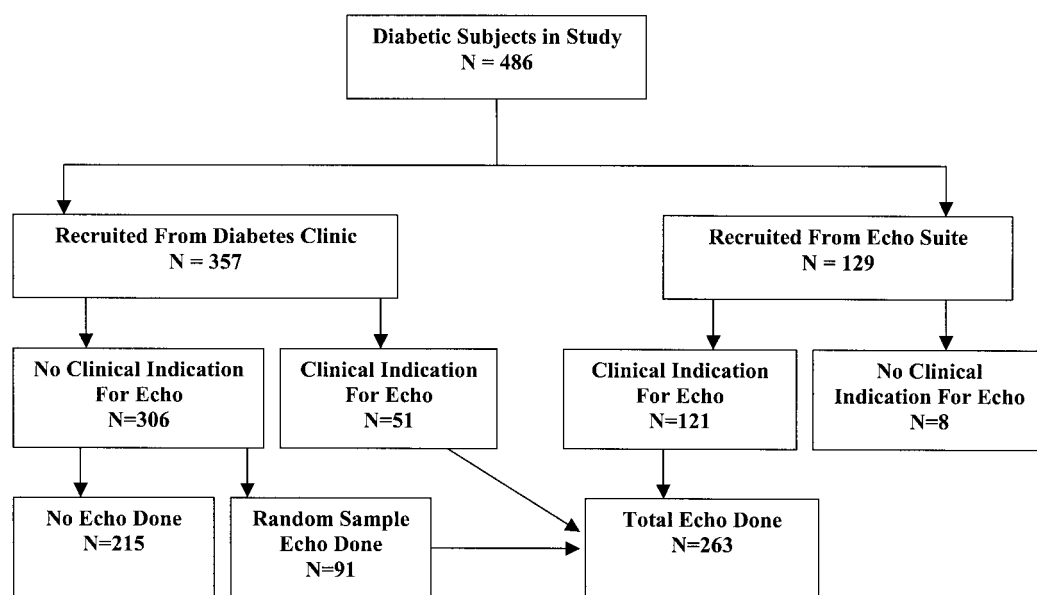 Diabetic Subjects in Study
N = 486
Recruited From Diabetes Clinic
N = 357
Recruited From Echo Suite
N = 129
No Clinical Indication
For Echo
N=306
Clinical Indication
For Echo
N=51
Clinical Indication
For Echo
N=121
No Clinical
Indication For Echo
N=8
No Echo Done
N=215
Random Sample
Echo Done
N=91
Total Echo Done
N=263